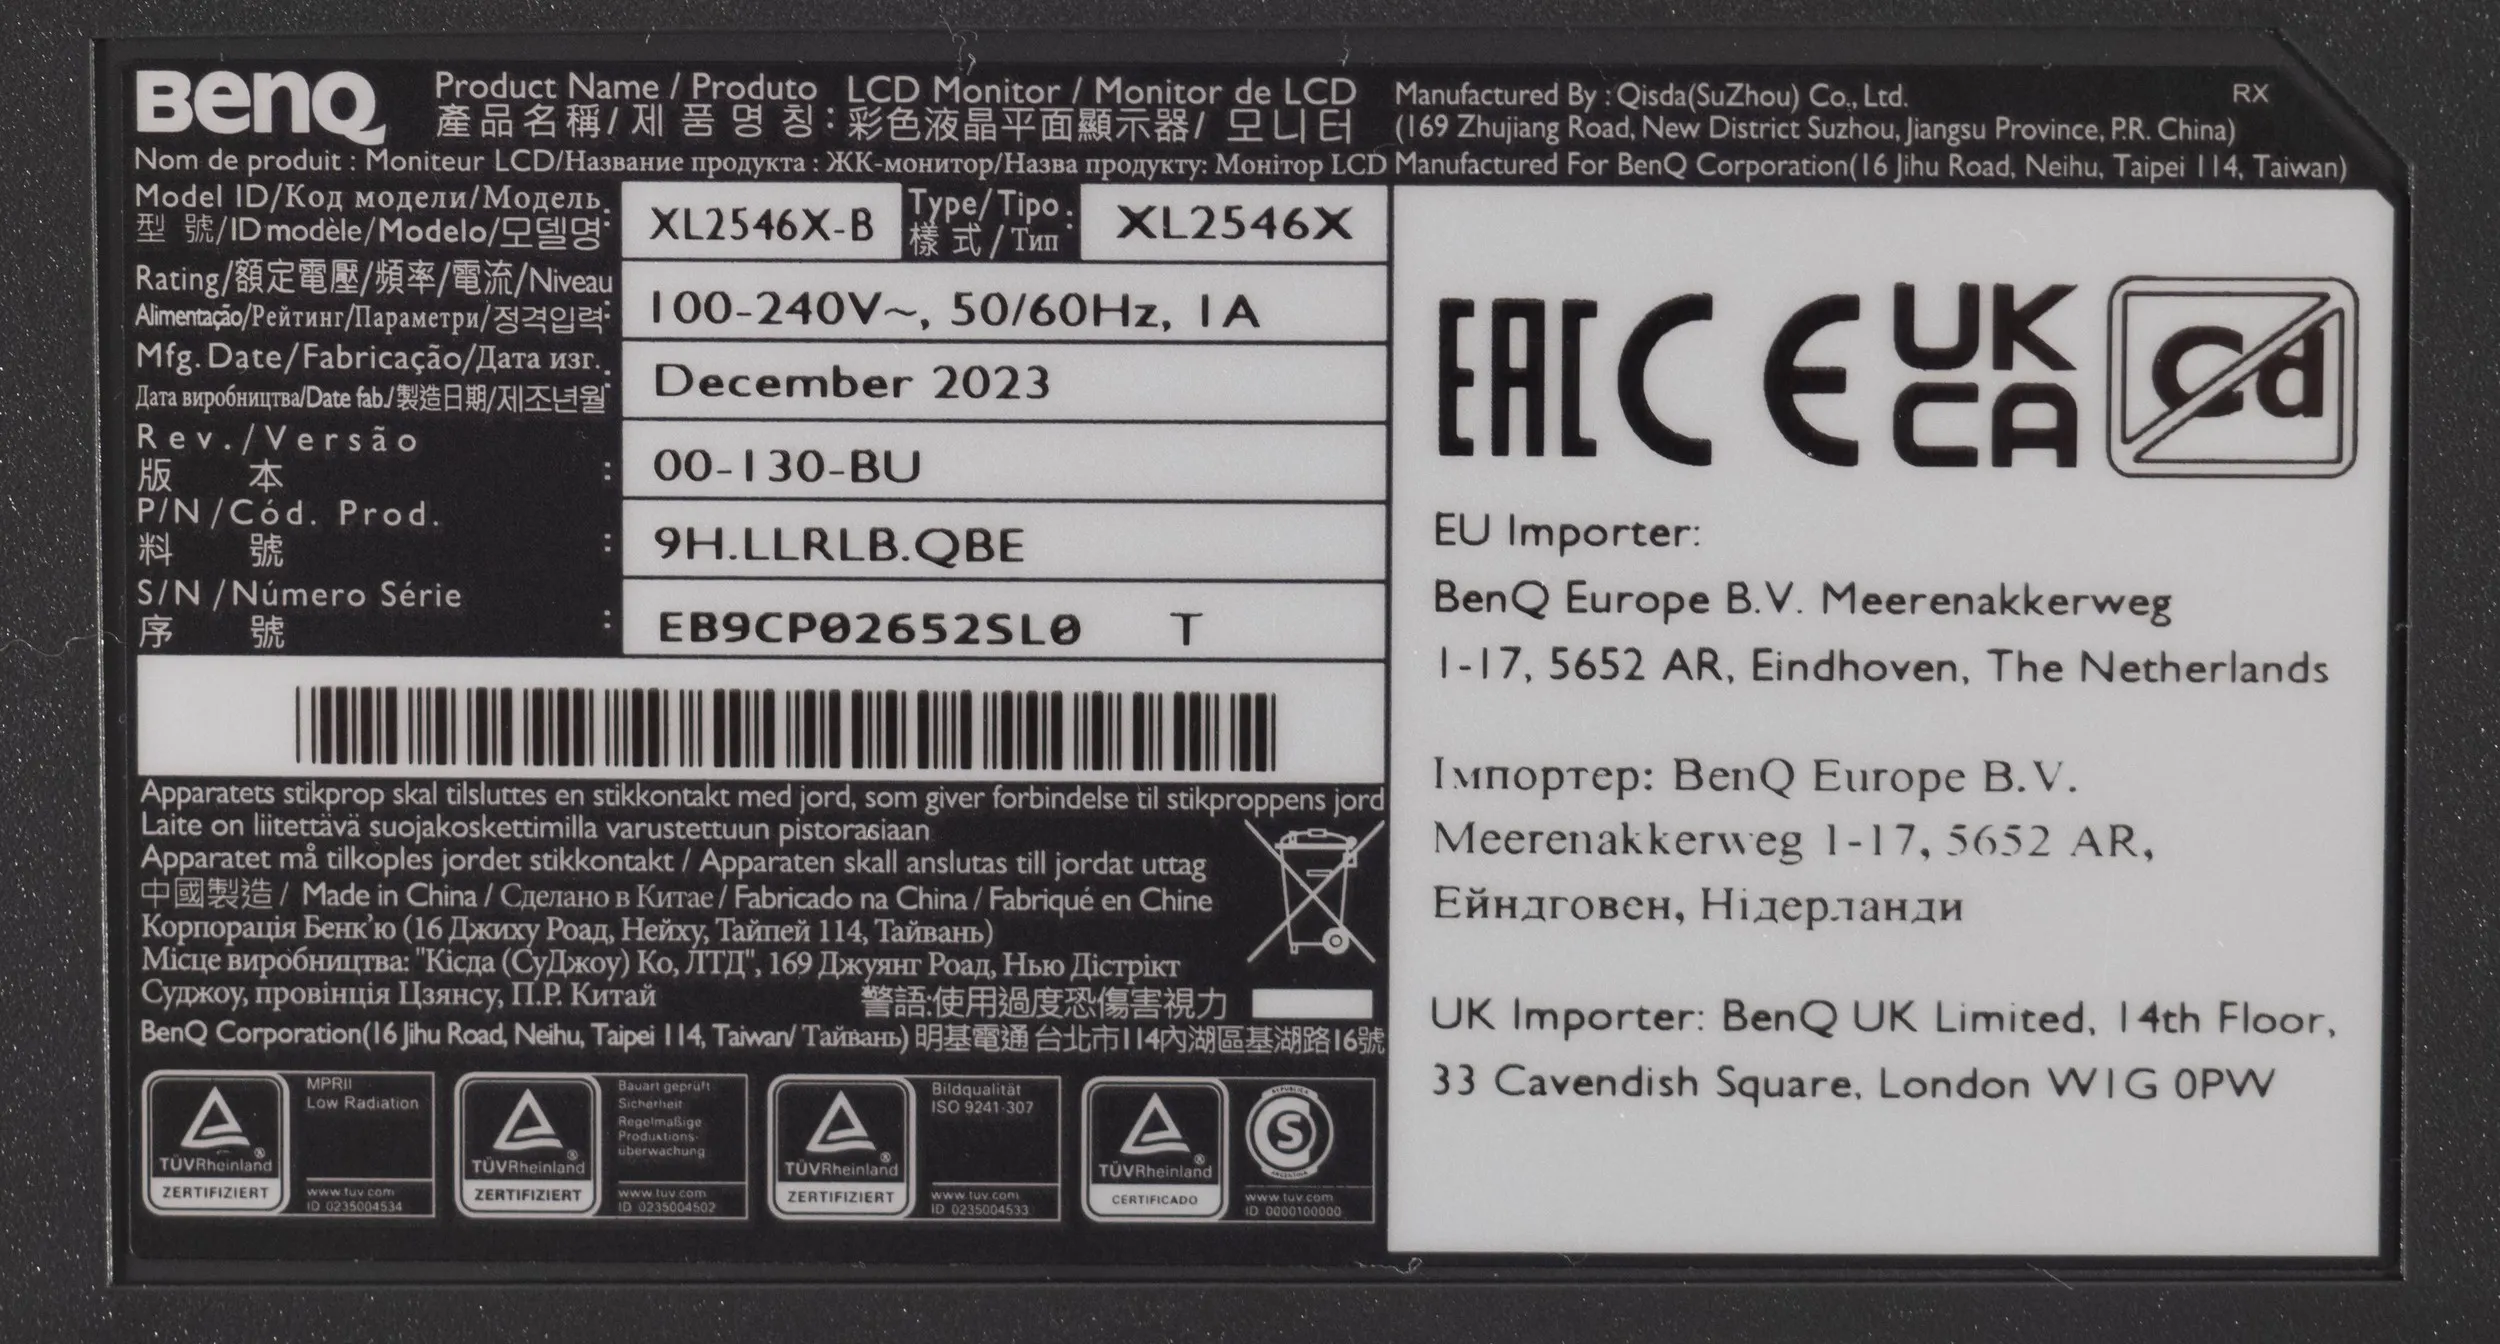 BenQ
Product Name / Produto LCD Monitor / Monitor de LCD
產品名稱/제품명칭: 彩色液晶平面顯示器/ 모니터
Nom de produit : Moniteur LCD/Название продукта : ЖК-монитор/Назва продукту: Монітор LCD
Manufactured By : Qisda(SuZhou) Co., Ltd. RX
(169 Zhujiang Road, New District Suzhou, Jiangsu Province, P.R. China)
Manufactured For BenQ Corporation(16 Jihu Road, Neihu, Taipei 114, Taiwan)
Model ID/Код модели/Модель
型 號/ID modèle/Modelo/모델명:
XL2546X-B
Type/Tipo
樣 式/Тип:
XL2546X
Rating/額定電壓/頻率/電流/Niveau
Alimentação/Рейтинг/Параметри/정격입력:
100-240V~, 50/60Hz, 1A
Mfg. Date/Fabricação/Дата изг.
Дата виробництва/Date fab./製造日期/제조년월:
December 2023
Rev./Versão
版 本 :
00-130-BU
P/N /Cód. Prod.
料 號 :
9H.LLRLB.QBE
S/N /Número Série
序 號 :
EB9CP02652SL0 T
Apparatets stikprop skal tilsluttes en stikkontakt med jord, som giver forbindelse til stikproppens jord
Laite on liitettävä suojakoskettimilla varustettuun pistorasiaan
Apparatet må tilkoples jordet stikkontakt / Apparaten skall anslutas till jordat uttag
中國製造 / Made in China / Сделано в Китае / Fabricado na China / Fabriqué en Chine
Корпорація Бенк'ю (16 Джиху Роад, Нейху, Тайпей 114, Тайвань)
Місце виробництва: "Кісда (СуДжоу) Ко, ЛТД", 169 Джуянг Роад, Нью Дістрікт
Суджоу, провінція Цзянсу, П.Р. Китай
警語:使用過度恐傷害視力
BenQ Corporation(16 Jihu Road, Neihu, Taipei 114, Taiwan/ Тайвань) 明基電通 台北市114內湖區基湖路16號
TÜVRheinland®
ZERTIFIZIERT
MPRII
Low Radiation
www.tuv.com
ID 0235004534
TÜVRheinland®
ZERTIFIZIERT
Bauart geprüft
Sicherheit
Regelmäßige
Produktions-
überwachung
www.tuv.com
ID 0235004502
TÜVRheinland®
ZERTIFIZIERT
Bildqualität
ISO 9241-307
www.tuv.com
ID 0235004533
TÜVRheinland®
CERTIFICADO
REPUBLICA
S
ARGENTINA
www.tuv.com
ID 0000100000
EAC CE UK
CA
Cd
EU Importer:
BenQ Europe B.V. Meerenakkerweg
1-17, 5652 AR, Eindhoven, The Netherlands
Імпортер: BenQ Europe B.V.
Meerenakkerweg 1-17, 5652 AR,
Ейндговен, Нідерланди
UK Importer: BenQ UK Limited, 14th Floor,
33 Cavendish Square, London W1G 0PW